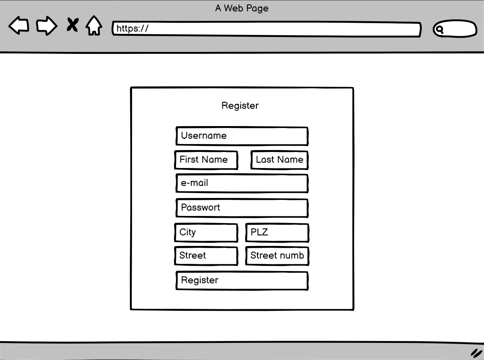 A Web Page
https://
Register
Username
First Name Last Name
e-mail
Passwort
City PLZ
Street Street numb
Register